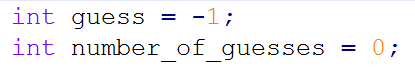 int guess = -1;
int number_of_guesses = 0;